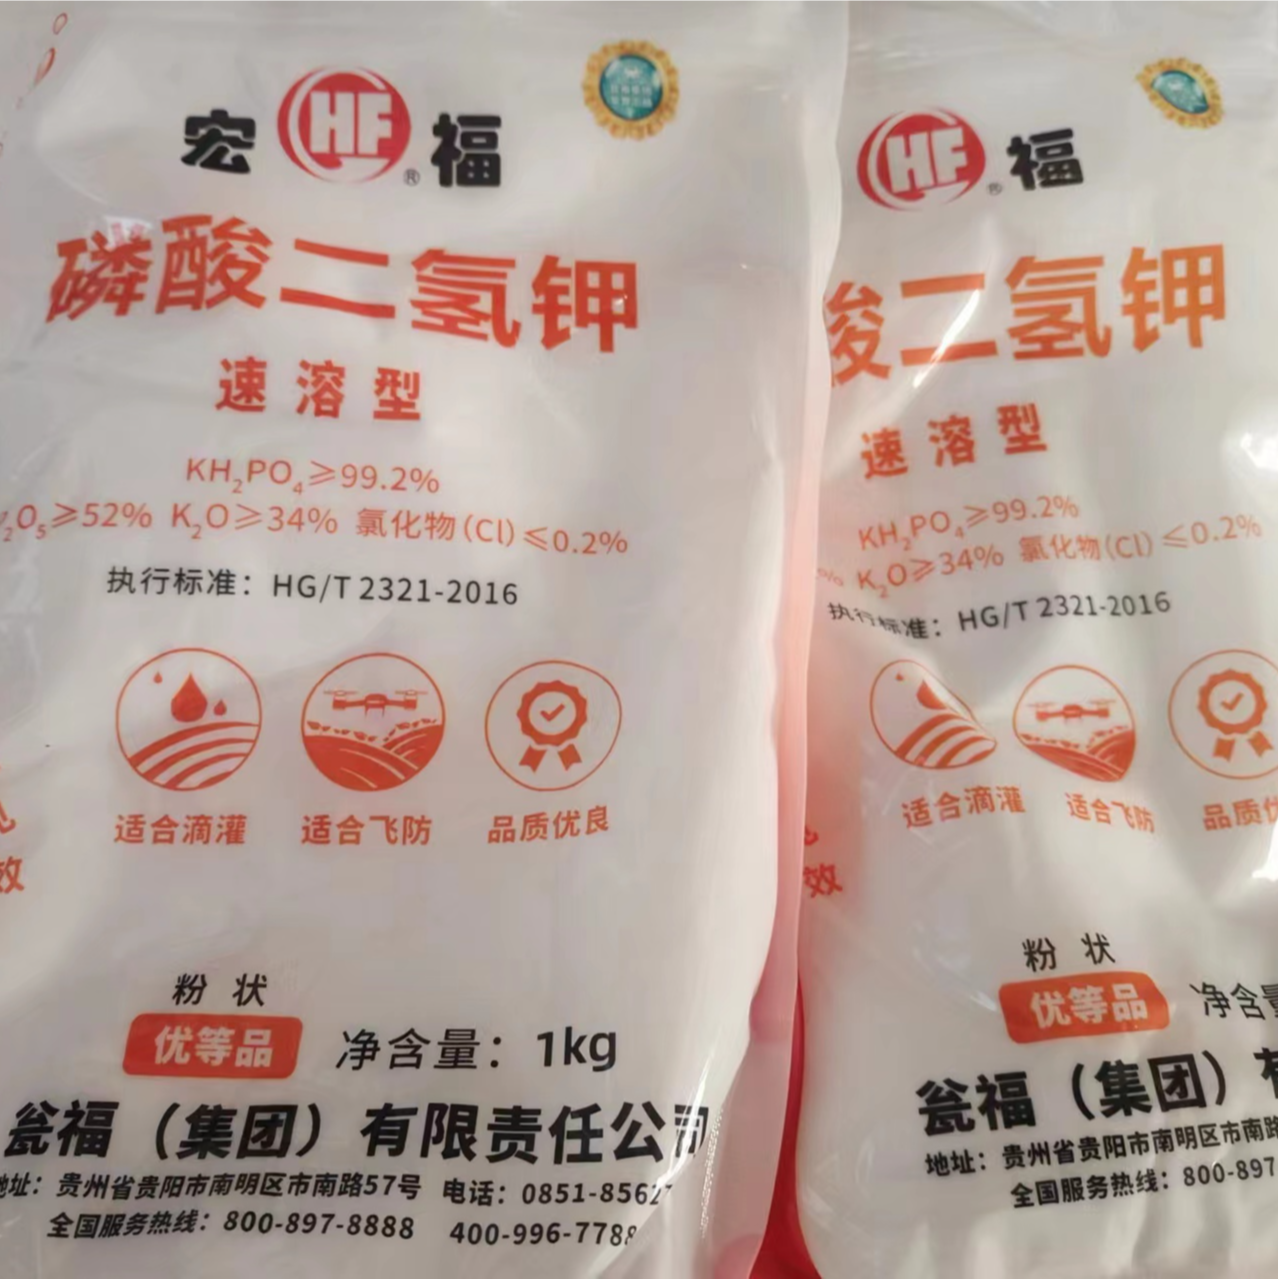 宏 HF ® 福
磷酸二氢钾
速溶型
KH₂PO₄≥99.2%
₂O₅≥52% K₂O≥34% 氯化物(Cl)≤0.2%
执行标准：HG/T 2321-2016
适合滴灌 适合飞防 品质优良
效
粉状
优等品 净含量：1kg
瓮福（集团）有限责任公司
地址：贵州省贵阳市南明区市南路57号 电话：0851-8562
全国服务热线：800-897-8888 400-996-7788
HF ® 福
酸二氢钾
速溶型
KH₂PO₄≥99.2%
% K₂O≥34% 氯化物(Cl)≤0.2%
执行标准：HG/T 2321-2016
适合滴灌 适合飞防 品质优
效
粉状
优等品 净含量
瓮福（集团）有
地址：贵州省贵阳市南明区市南路
全国服务热线：800-897